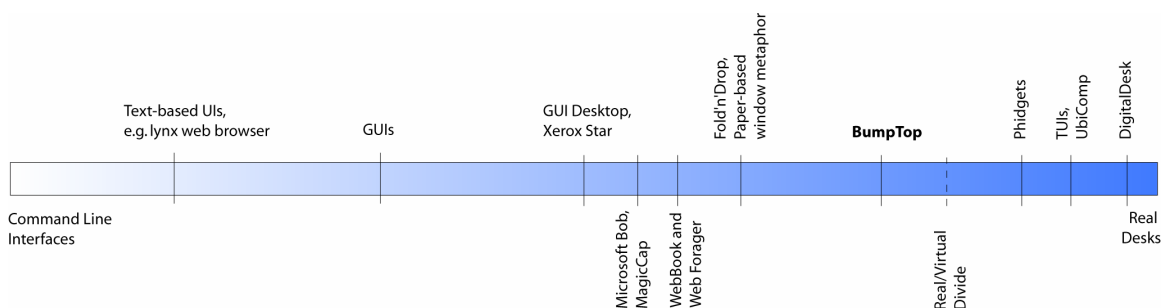 Text-based UIs,
e.g. lynx web browser
GUIs
GUI Desktop,
Xerox Star
Fold'n'Drop,
Paper-based
window metaphor
BumpTop
Phidgets
TUIs,
UbiComp
DigitalDesk
Command Line
Interfaces
Microsoft Bob,
MagicCap
WebBook and
Web Forager
Real/Virtual
Divide
Real
Desks